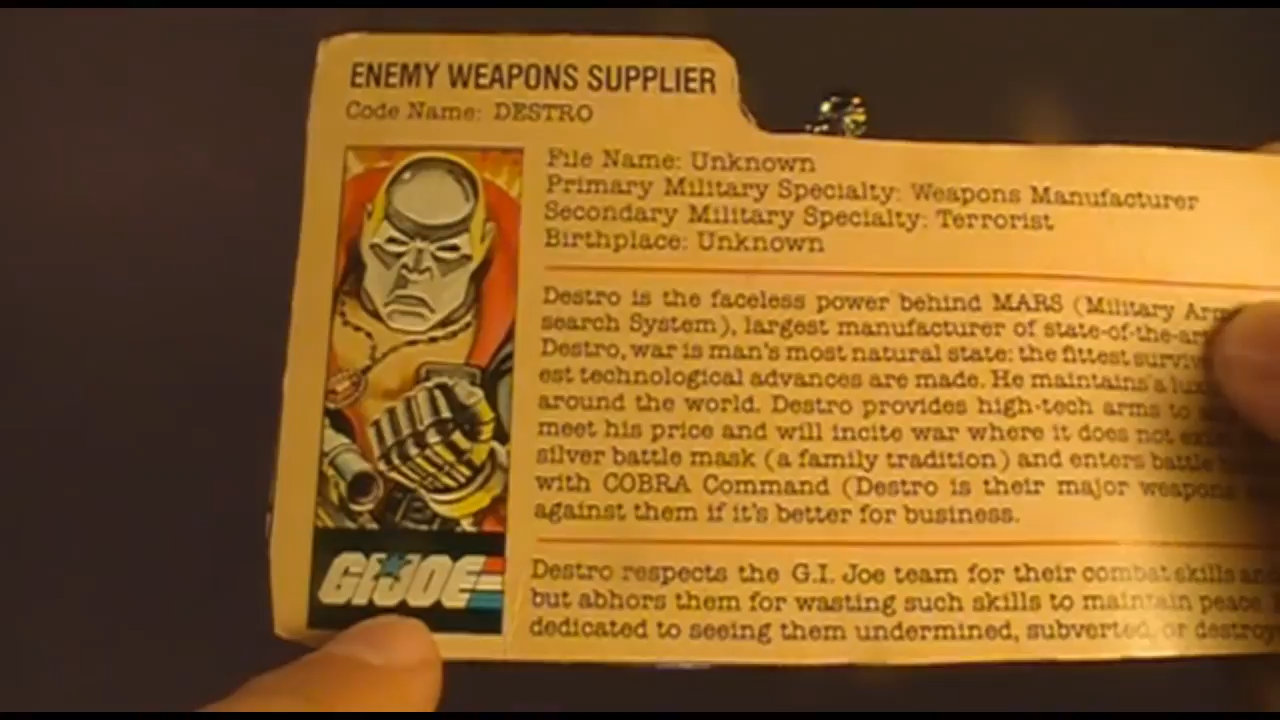 ENEMY WEAPONS SUPPLIER
Code Name: DESTRO
File Name: Unknown
Primary Military Specialty: Weapons Manufacturer
Secondary Military Specialty: Terrorist
Birthplace: Unknown
Destro is the faceless power behind MARS (Military
search System), largest manufacturer of state-of-the-
Destro, war is man's most natural state: the fittest
est technological advances are made. He maintains a
around the world. Destro provides high-tech arms to
meet his price and will incite war where it does not
silver battle mask (a family tradition) and enters battle
with COBRA Command (Destro is their major weapons
against them if it's better for business.
Destro respects the G.I. Joe team for their combat skills
but abhors them for wasting such skills to maintain peace.
dedicated to seeing them undermined, subverted, or
GI JOE